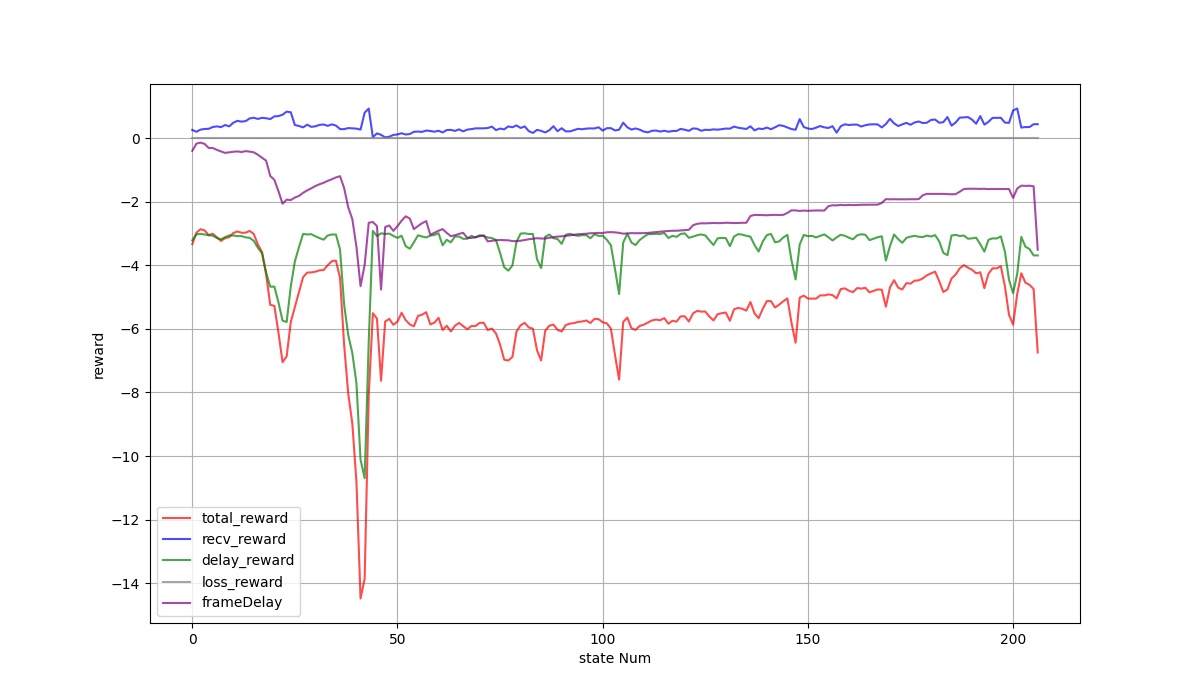 reward
0
−2
−4
−6
−8
−10
−12
−14
total_reward
recv_reward
delay_reward
loss_reward
frameDelay
0 50 100 150 200
state Num